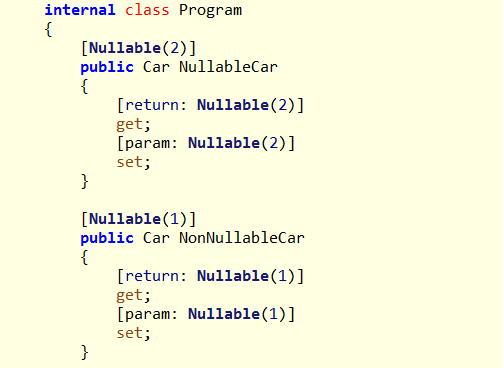 internal class Program
{
    [Nullable(2)]
    public Car NullableCar
    {
        [return: Nullable(2)]
        get;
        [param: Nullable(2)]
        set;
    }

    [Nullable(1)]
    public Car NonNullableCar
    {
        [return: Nullable(1)]
        get;
        [param: Nullable(1)]
        set;
    }